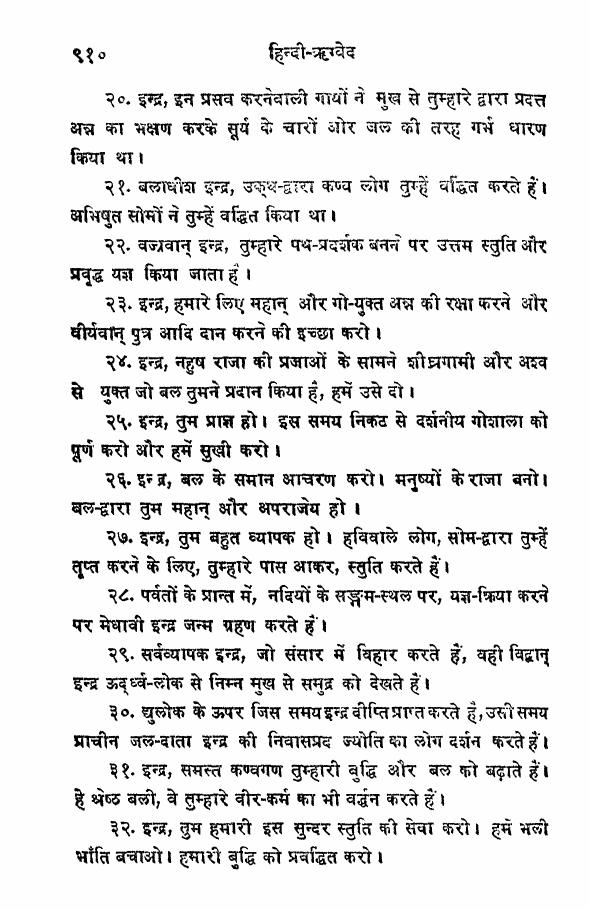 ९१०	हिन्दी-ऋग्वेद
२०. इन्द्र, इन प्रसव करनेवाली गायों ने मुख से तुम्हारे द्वारा प्रदत्त
अन्न का भक्षण करके सूर्य के चारों ओर जल की तरह गर्भ धारण
किया था।
२१. बलाधीश इन्द्र, उक्थ-द्वारा कण्व लोग तुम्हें वर्द्धित करते हैं।
अभिषुत सोमों ने तुम्हें वर्द्धित किया था।
२२. वज्रवान् इन्द्र, तुम्हारे पथ-प्रदर्शक बनने पर उत्तम स्तुति और
प्रवृद्ध यज्ञ किया जाता है।
२३. इन्द्र, हमारे लिए महान् और गो-युक्त अन्न की रक्षा करने और
वीर्यवान् पुत्र आदि दान करने की इच्छा करो।
२४. इन्द्र, नहुष राजा की प्रजाओं के सामने शीघ्रगामी और अश्व
से युक्त जो बल तुमने प्रदान किया है, हमें उसे दो।
२५. इन्द्र, तुम प्राज्ञ हो। इस समय निकट से दर्शनीय गोशाला को
पूर्ण करो और हमें सुखी करो।
२६. इन्द्र, बल के समान आचरण करो। मनुष्यों के राजा बनो।
बल-द्वारा तुम महान् और अपराजेय हो।
२७. इन्द्र, तुम बहुत व्यापक हो। हविवाले लोग, सोम-द्वारा तुम्हें
तृप्त करने के लिए, तुम्हारे पास आकर, स्तुति करते हैं।
२८. पर्वतों के प्रान्त में, नदियों के सङ्गम-स्थल पर, यज्ञ-क्रिया करने
पर मेधावी इन्द्र जन्म ग्रहण करते हैं।
२९. सर्वव्यापक इन्द्र, जो संसार में विहार करते हैं, वही विद्वान्
इन्द्र ऊद्र्ध्व-लोक से निम्न मुख से समुद्र को देखते हैं।
३०. द्युलोक के ऊपर जिस समय इन्द्र दीप्ति प्राप्त करते हैं, उसी समय
प्राचीन जल-दाता इन्द्र की निवासप्रद ज्योति का लोग दर्शन करते हैं।
३१. इन्द्र, समस्त कण्वगण तुम्हारी बुद्धि और बल को बढ़ाते हैं।
हे श्रेष्ठ बली, वे तुम्हारे वीर-कर्म का भी वर्द्धन करते हैं।
३२. इन्द्र, तुम हमारी इस सुन्दर स्तुति की सेवा करो। हमें भली
भाँति बचाओ। हमारी बुद्धि को प्रवर्द्धित करो।